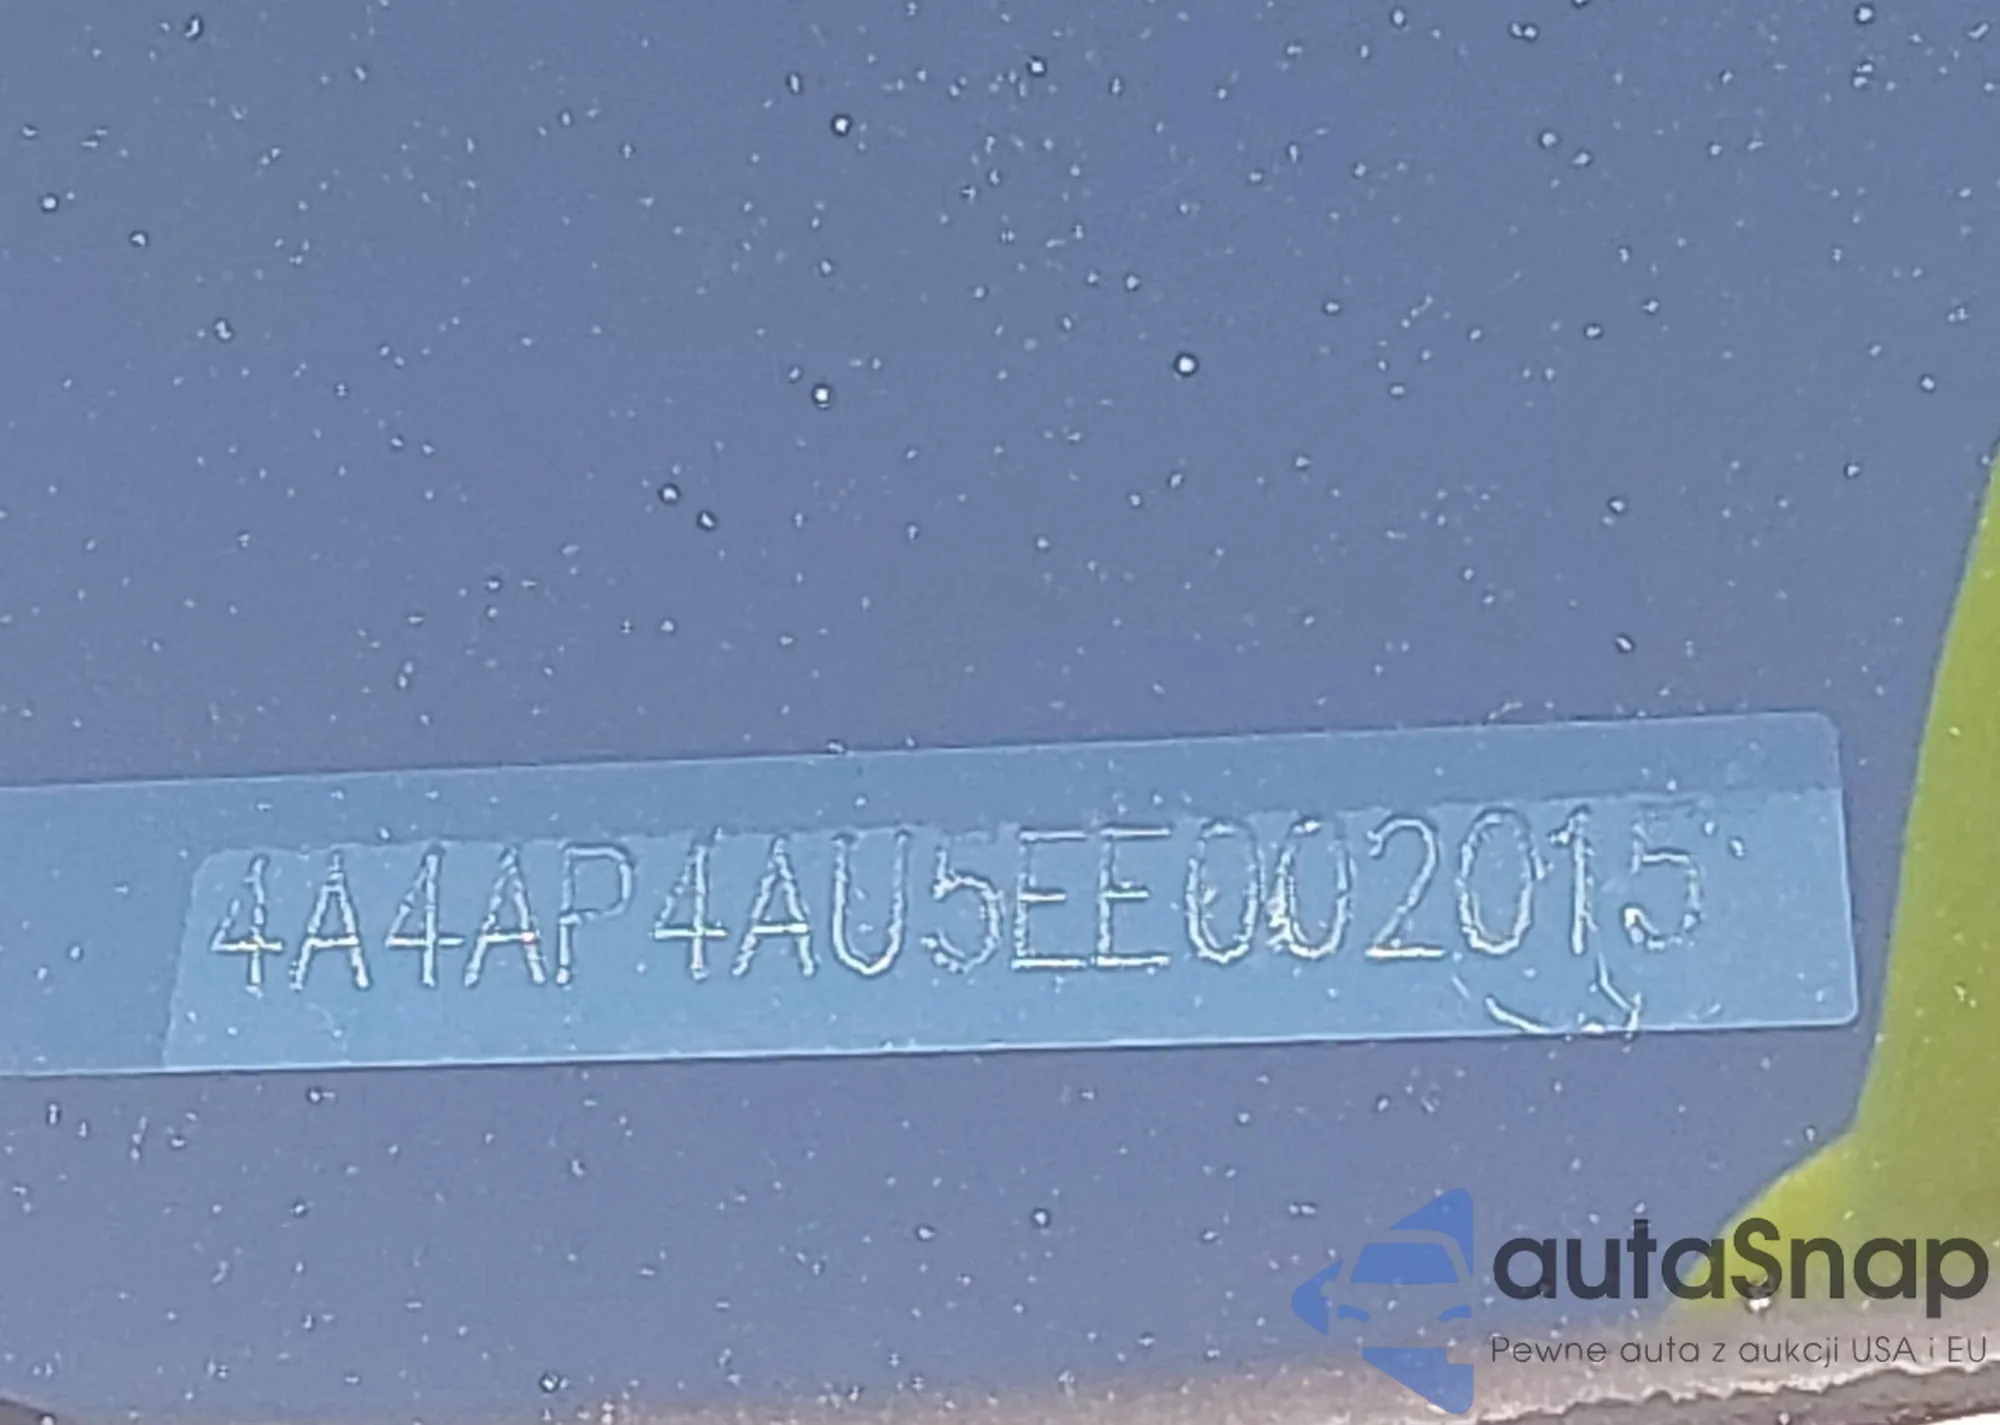 4A4AP4AU5EE002015
autaSnap
Pewne auta z aukcji USA i EU